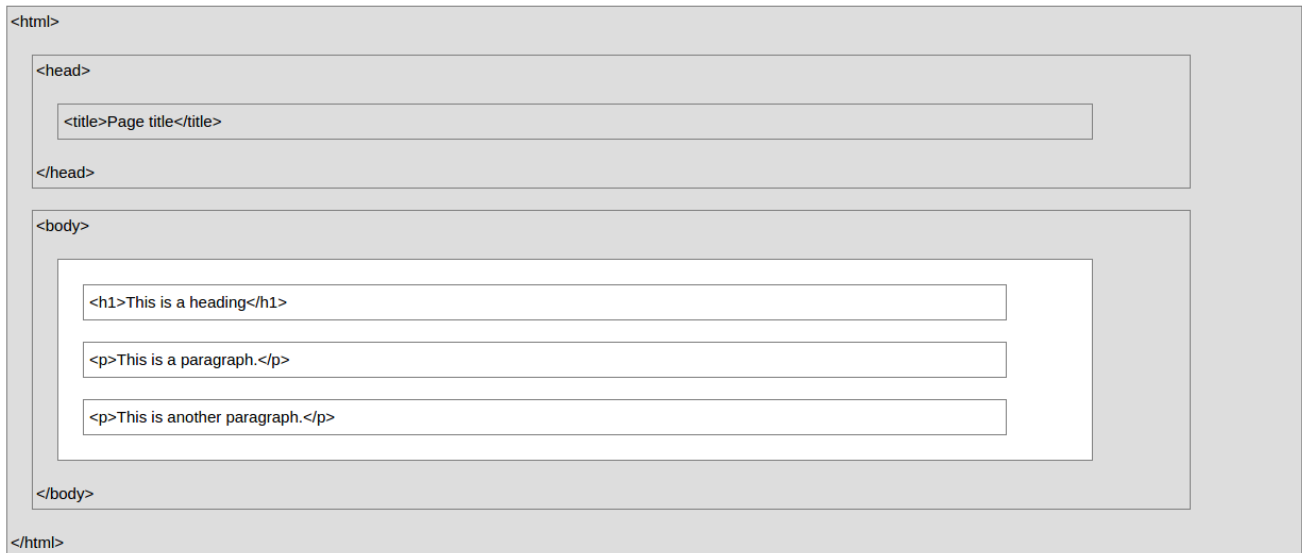 <html>
<head>
<title>Page title</title>
</head>
<body>
<h1>This is a heading</h1>
<p>This is a paragraph.</p>
<p>This is another paragraph.</p>
</body>
</html>